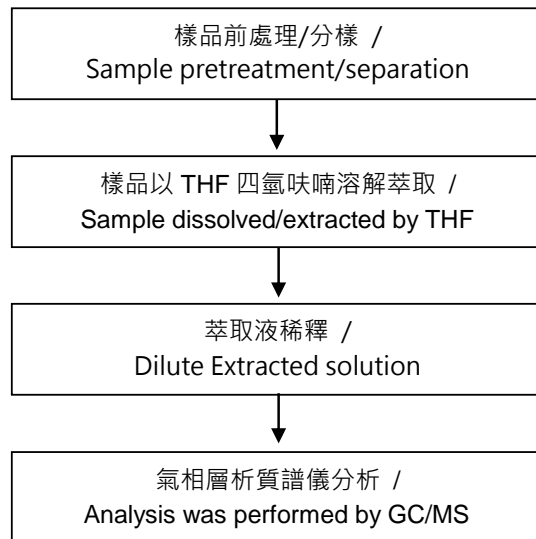 樣品前處理/分樣 /
Sample pretreatment/separation
樣品以 THF 四氫呋喃溶解萃取 /
Sample dissolved/extracted by THF
萃取液稀釋 /
Dilute Extracted solution
氣相層析質譜儀分析 /
Analysis was performed by GC/MS